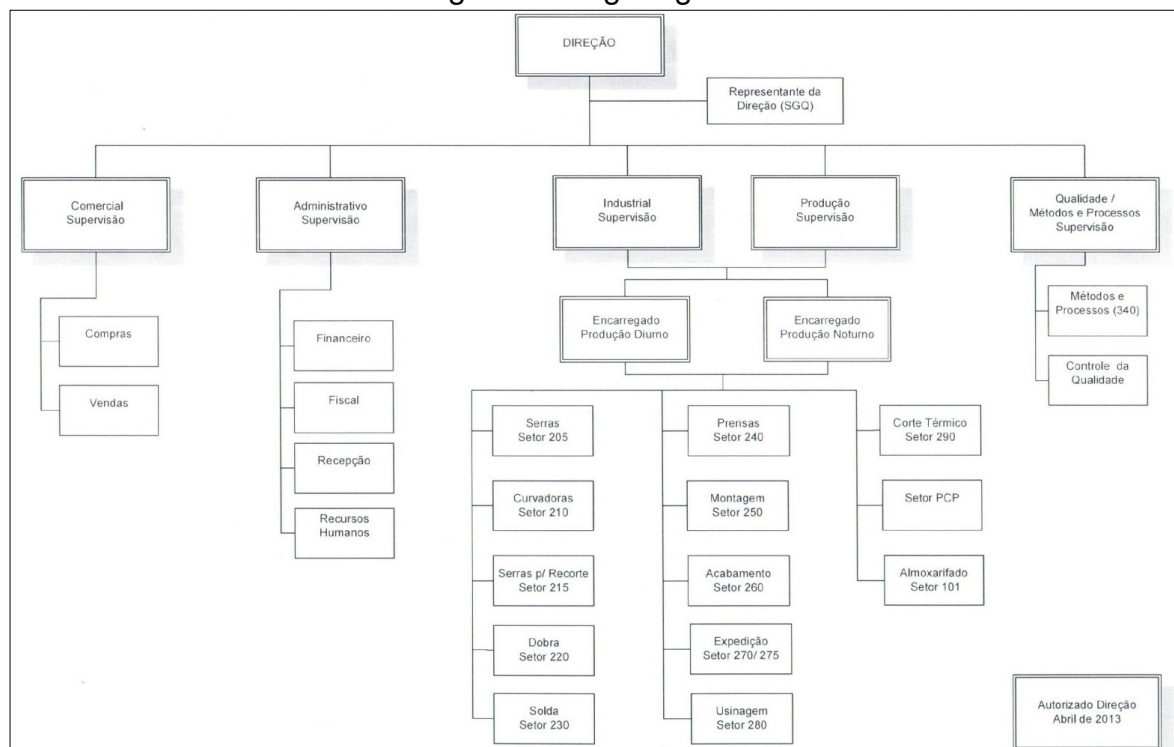 DIREÇÃO
Representante da
Direção (SGQ)
Comercial
Supervisão
Administrativo
Supervisão
Industrial
Supervisão
Produção
Supervisão
Qualidade /
Métodos e Processos
Supervisão
Compras
Vendas
Financeiro
Fiscal
Recepção
Recursos
Humanos
Encarregado
Produção Diurno
Encarregado
Produção Noturno
Métodos e
Processos (340)
Controle da
Qualidade
Serras
Setor 205
Curvadoras
Setor 210
Serras p/ Recorte
Setor 215
Dobra
Setor 220
Solda
Setor 230
Prensas
Setor 240
Montagem
Setor 250
Acabamento
Setor 260
Expedição
Setor 270/ 275
Usinagem
Setor 280
Corte Térmico
Setor 290
Setor PCP
Almoxarifado
Setor 101
Autorizado Direção
Abril de 2013